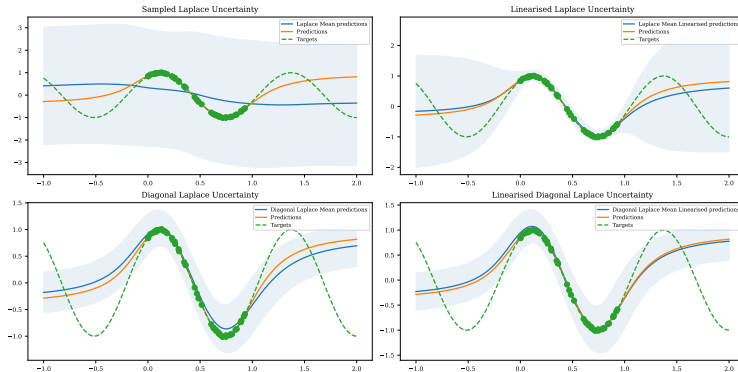 Sampled Laplace Uncertainty
Laplace Mean predictions
Predictions
Targets
3
2
1
0
−1
−2
−3
−1.0 −0.5 0.0 0.5 1.0 1.5 2.0
Linearised Laplace Uncertainty
Laplace Mean Linearised predictions
Predictions
Targets
2
1
0
−1
−2
−1.0 −0.5 0.0 0.5 1.0 1.5 2.0
Diagonal Laplace Uncertainty
Diagonal Laplace Mean predictions
Predictions
Targets
1.5
1.0
0.5
0.0
−0.5
−1.0
−1.0 −0.5 0.0 0.5 1.0 1.5 2.0
Linearised Diagonal Laplace Uncertainty
Diagonal Laplace Mean Linearised predictions
Predictions
Targets
1.5
1.0
0.5
0.0
−0.5
−1.0
−1.5
−1.0 −0.5 0.0 0.5 1.0 1.5 2.0